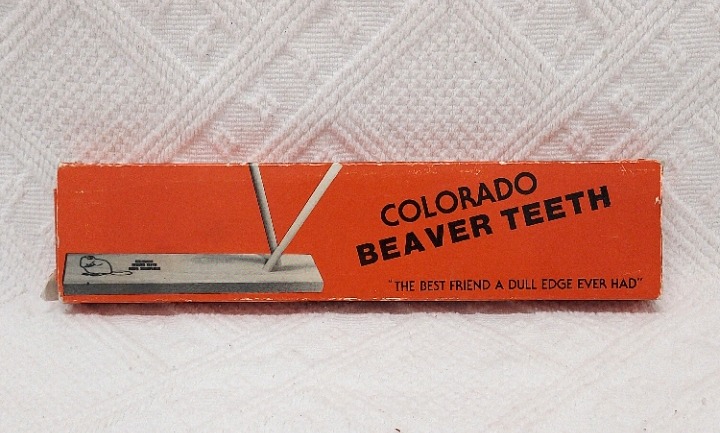 COLORADO
BEAVER TEETH
"THE BEST FRIEND A DULL EDGE EVER HAD"